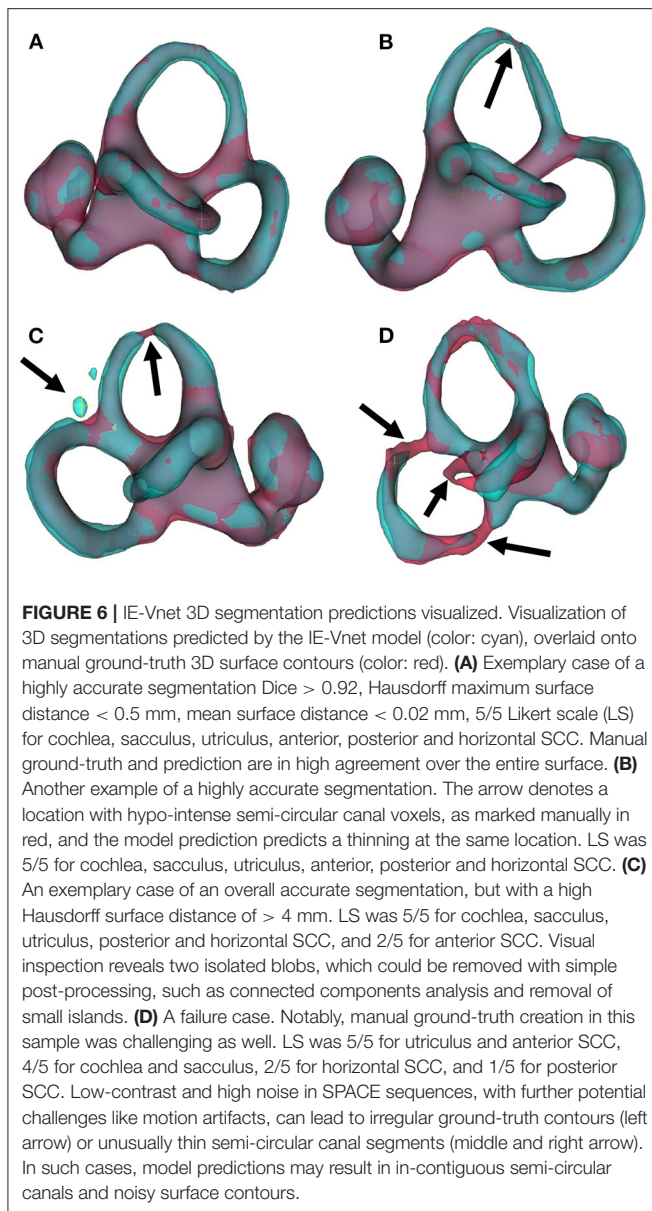 A
B
C
D
FIGURE 6 | IE-Vnet 3D segmentation predictions visualized. Visualization of
3D segmentations predicted by the IE-Vnet model (color: cyan), overlaid onto
manual ground-truth 3D surface contours (color: red). (A) Exemplary case of a
highly accurate segmentation Dice > 0.92, Hausdorff maximum surface
distance < 0.5 mm, mean surface distance < 0.02 mm, 5/5 Likert scale (LS)
for cochlea, sacculus, utriculus, anterior, posterior and horizontal SCC. Manual
ground-truth and prediction are in high agreement over the entire surface. (B)
Another example of a highly accurate segmentation. The arrow denotes a
location with hypo-intense semi-circular canal voxels, as marked manually in
red, and the model prediction predicts a thinning at the same location. LS was
5/5 for cochlea, sacculus, utriculus, anterior, posterior and horizontal SCC. (C)
An exemplary case of an overall accurate segmentation, but with a high
Hausdorff surface distance of > 4 mm. LS was 5/5 for cochlea, sacculus,
utriculus, posterior and horizontal SCC, and 2/5 for anterior SCC. Visual
inspection reveals two isolated blobs, which could be removed with simple
post-processing, such as connected components analysis and removal of
small islands. (D) A failure case. Notably, manual ground-truth creation in this
sample was challenging as well. LS was 5/5 for utriculus and anterior SCC,
4/5 for cochlea and sacculus, 2/5 for horizontal SCC, and 1/5 for posterior
SCC. Low-contrast and high noise in SPACE sequences, with further potential
challenges like motion artifacts, can lead to irregular ground-truth contours (left
arrow) or unusually thin semi-circular canal segments (middle and right arrow).
In such cases, model predictions may result in in-contiguous semi-circular
canals and noisy surface contours.